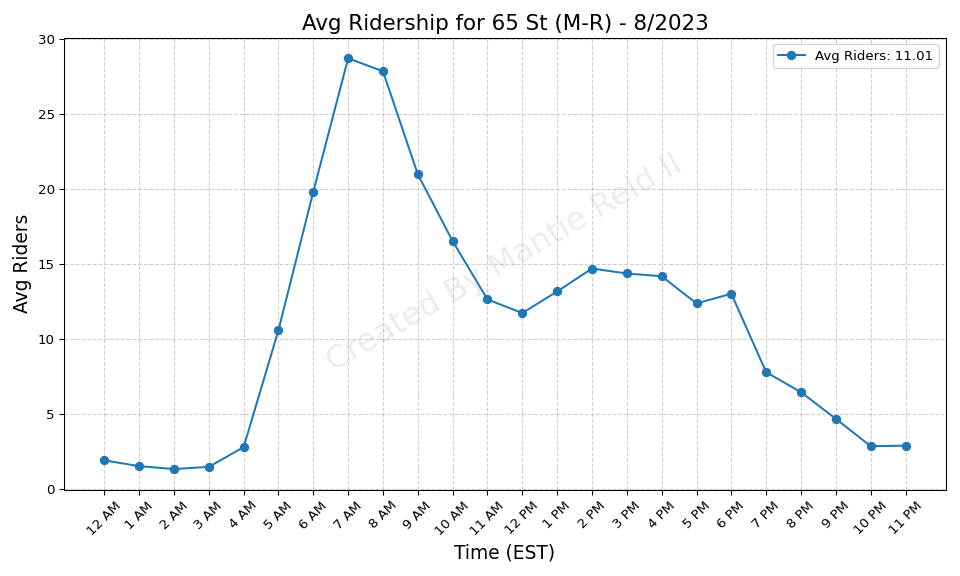 Avg Ridership for 65 St (M-R) - 8/2023
Avg Riders: 11.01
30
25
20
15
10
5
0
Avg Riders
Created By Mantie Reid II
12 AM
1 AM
2 AM
3 AM
4 AM
5 AM
6 AM
7 AM
8 AM
9 AM
10 AM
11 AM
12 PM
1 PM
2 PM
3 PM
4 PM
5 PM
6 PM
7 PM
8 PM
9 PM
10 PM
11 PM
Time (EST)